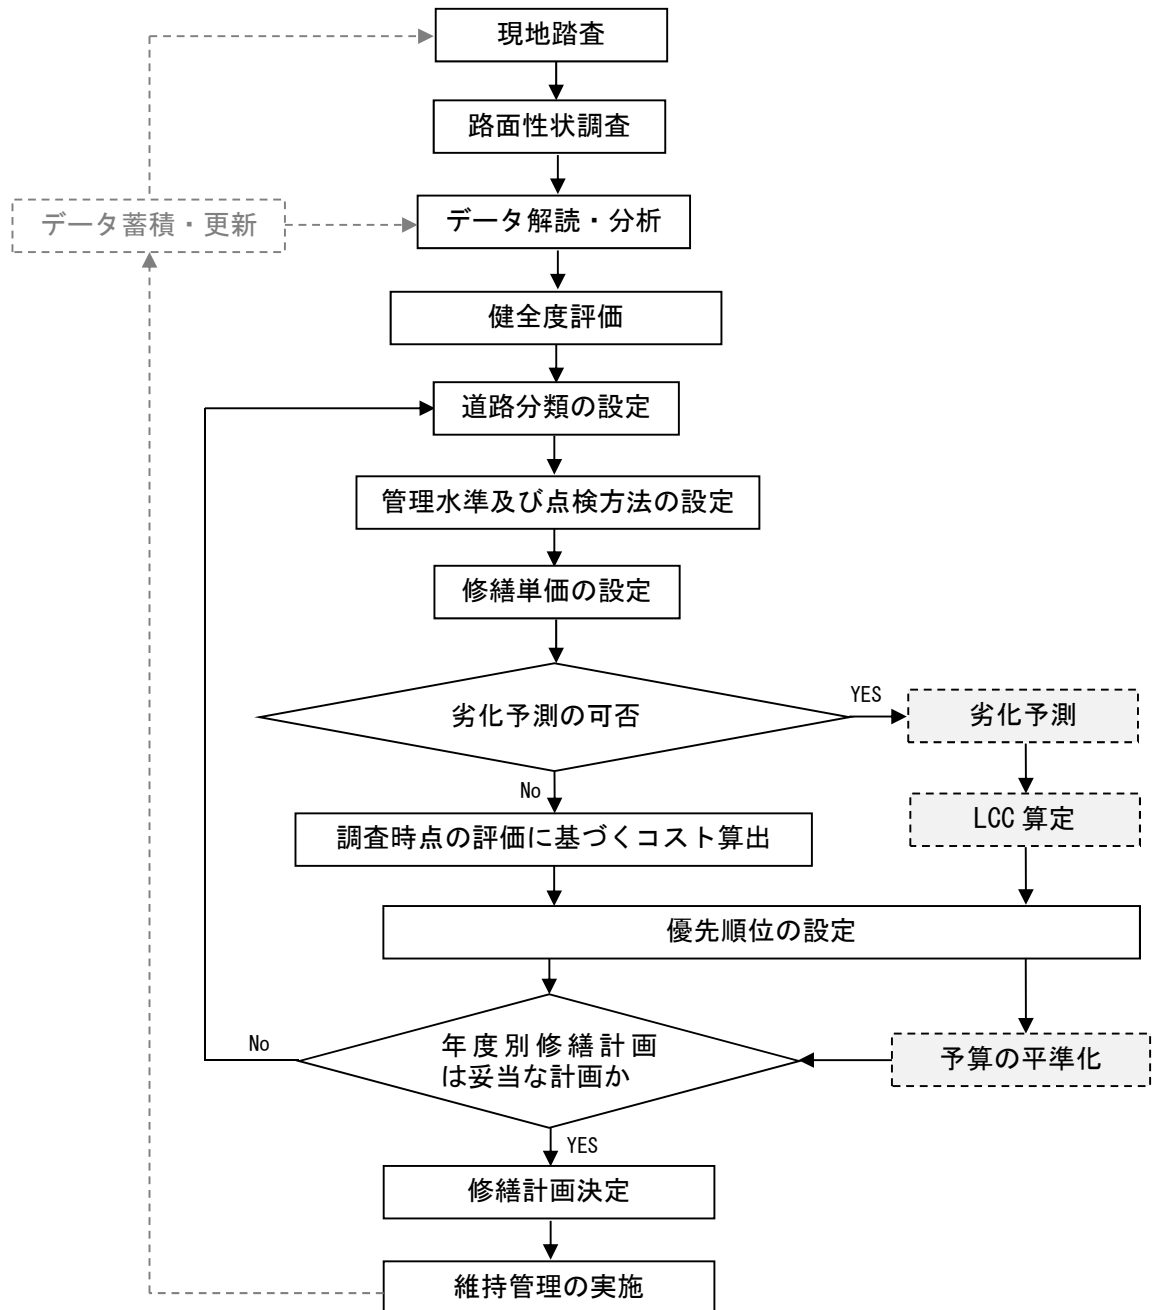 現地踏査
路面性状調査
データ蓄積・更新
データ解読・分析
健全度評価
道路分類の設定
管理水準及び点検方法の設定
修繕単価の設定
劣化予測の可否
YES
劣化予測
No
LCC 算定
調査時点の評価に基づくコスト算出
優先順位の設定
No
年度別修繕計画
は妥当な計画か
予算の平準化
YES
修繕計画決定
維持管理の実施